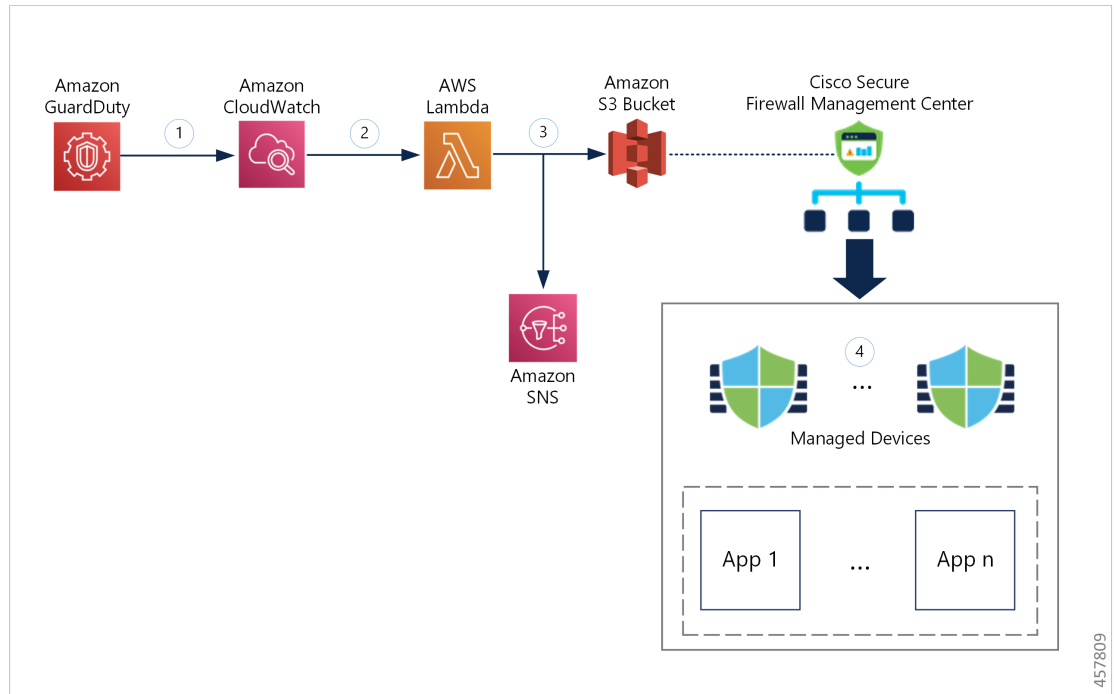 Amazon
GuardDuty
Amazon
CloudWatch
AWS
Lambda
Amazon
S3 Bucket
Cisco Secure
Firewall Management Center
1
2
3
Amazon
SNS
4
...
Managed Devices
App 1
...
App n
457809